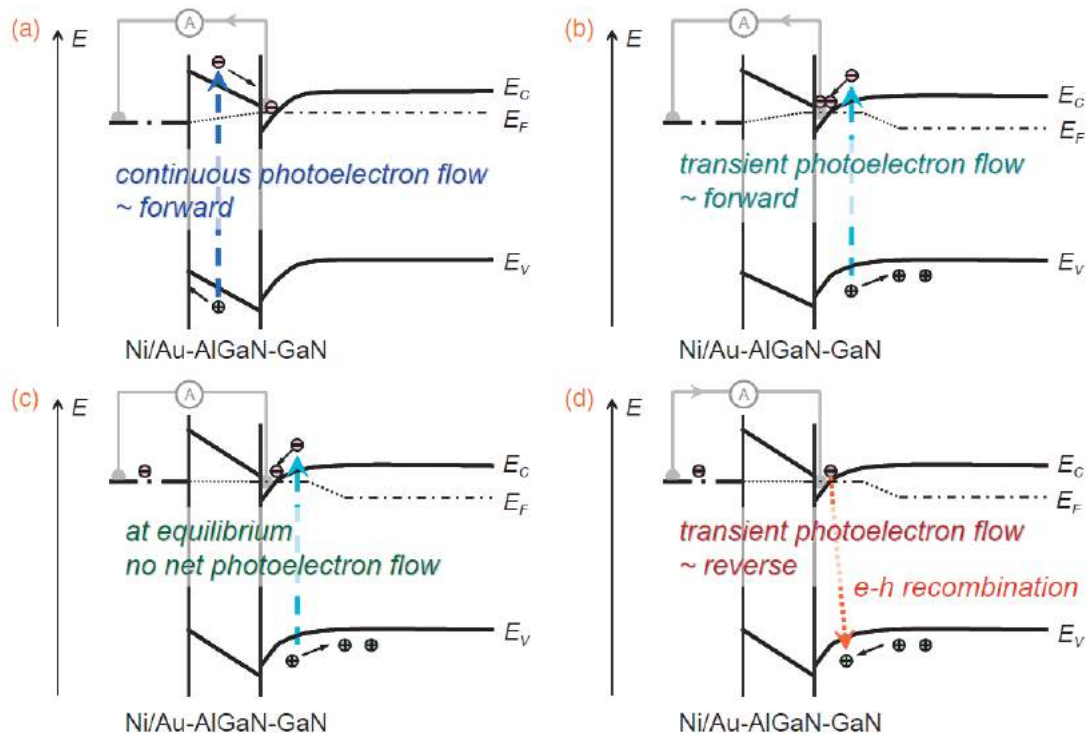 (a)
E
A
E_C
E_F
continuous photoelectron flow
~ forward
E_V
Ni/Au-AlGaN-GaN
(b)
E
A
E_C
E_F
transient photoelectron flow
~ forward
E_V
Ni/Au-AlGaN-GaN
(c)
E
A
E_C
E_F
at equilibrium
no net photoelectron flow
E_V
Ni/Au-AlGaN-GaN
(d)
E
A
E_C
E_F
transient photoelectron flow
~ reverse
e-h recombination
E_V
Ni/Au-AlGaN-GaN